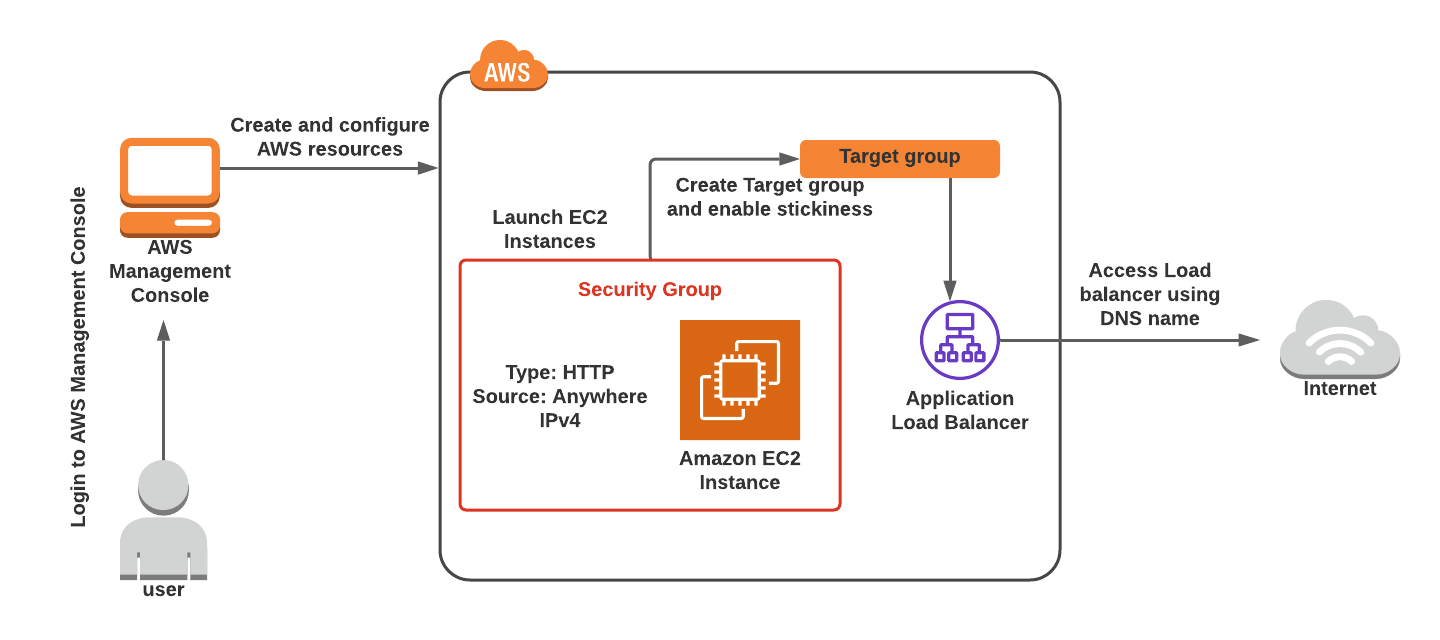 AWS
Create and configure
AWS resources
Target group
Create Target group
and enable stickiness
Login to AWS Management Console
AWS
Management
Console
Launch EC2
Instances
Security Group
Type: HTTP
Source: Anywhere
IPv4
Amazon EC2
Instance
Application
Load Balancer
Access Load
balancer using
DNS name
Internet
user